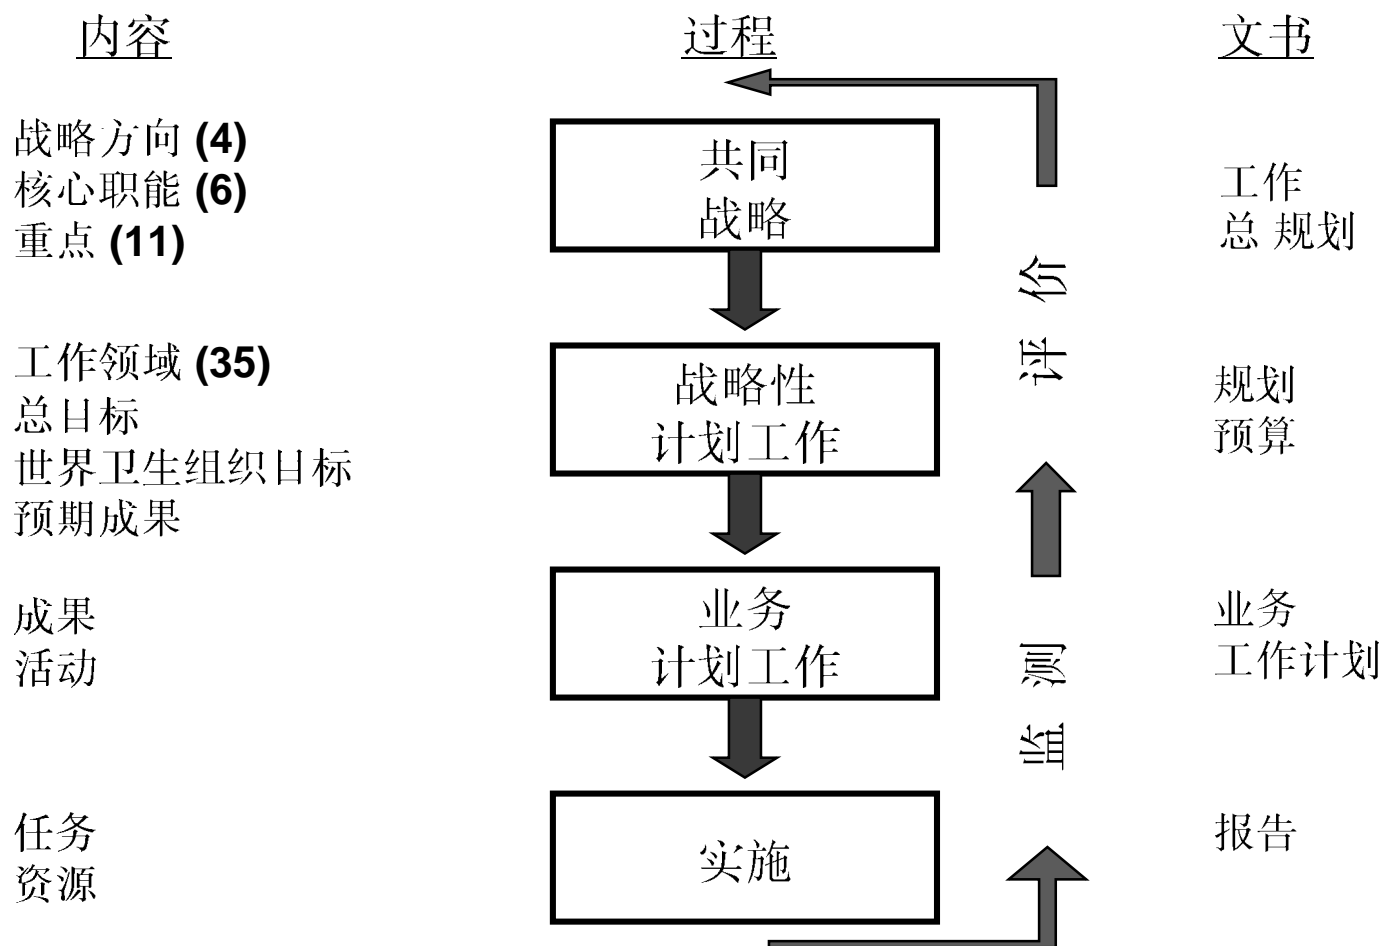 内容
过程
文书
战略方向 (4)
核心职能 (6)
重点 (11)
共同
战略
工作
总 规划
工作领域 (35)
总目标
世界卫生组织目标
预期成果
战略性
计划工作
规划
预算
成果
活动
业务
计划工作
业务
工作计划
任务
资源
实施
报告
监测
评价